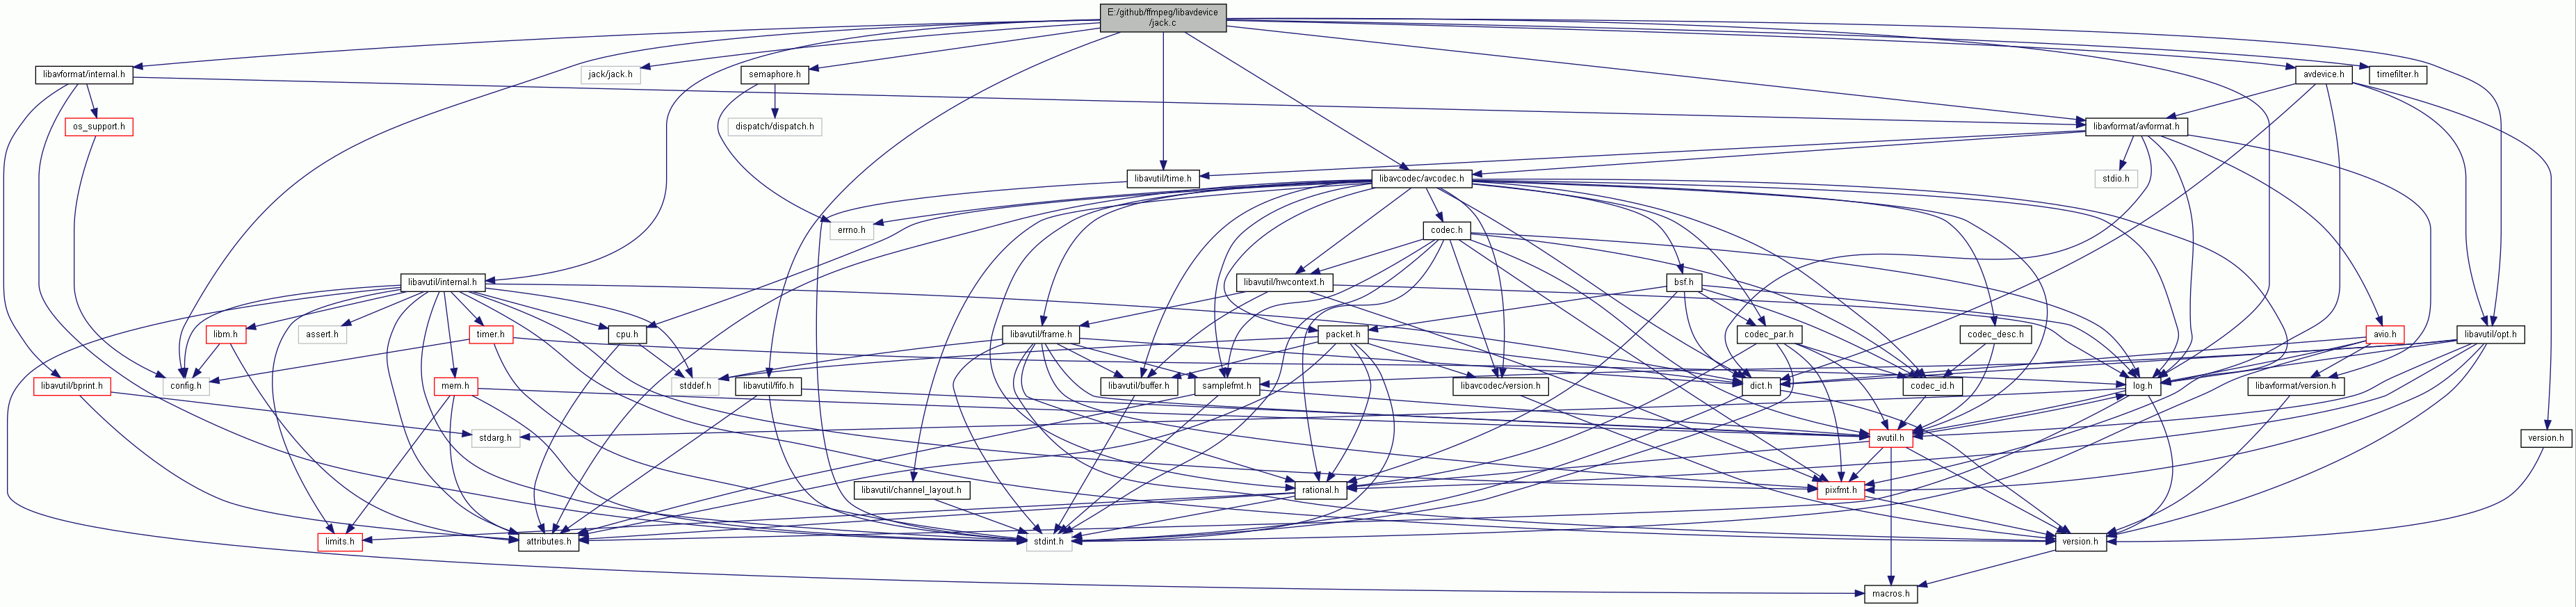 E:/github/ffmpeg/libavdevice
/jack.c
libavformat/internal.h
jack/jack.h
semaphore.h
avdevice.h
timefilter.h
os_support.h
dispatch/dispatch.h
libavformat/avformat.h
libavutil/time.h
libavcodec/avcodec.h
stdio.h
errno.h
codec.h
libavutil/internal.h
libavutil/hwcontext.h
bsf.h
libm.h
assert.h
timer.h
cpu.h
libavutil/frame.h
packet.h
codec_par.h
codec_desc.h
avio.h
libavutil/opt.h
libavutil/bprint.h
config.h
mem.h
stddef.h
libavutil/fifo.h
libavutil/buffer.h
samplefmt.h
libavcodec/version.h
dict.h
codec_id.h
log.h
libavformat/version.h
stdarg.h
avutil.h
version.h
libavutil/channel_layout.h
rational.h
pixfmt.h
limits.h
attributes.h
stdint.h
version.h
macros.h